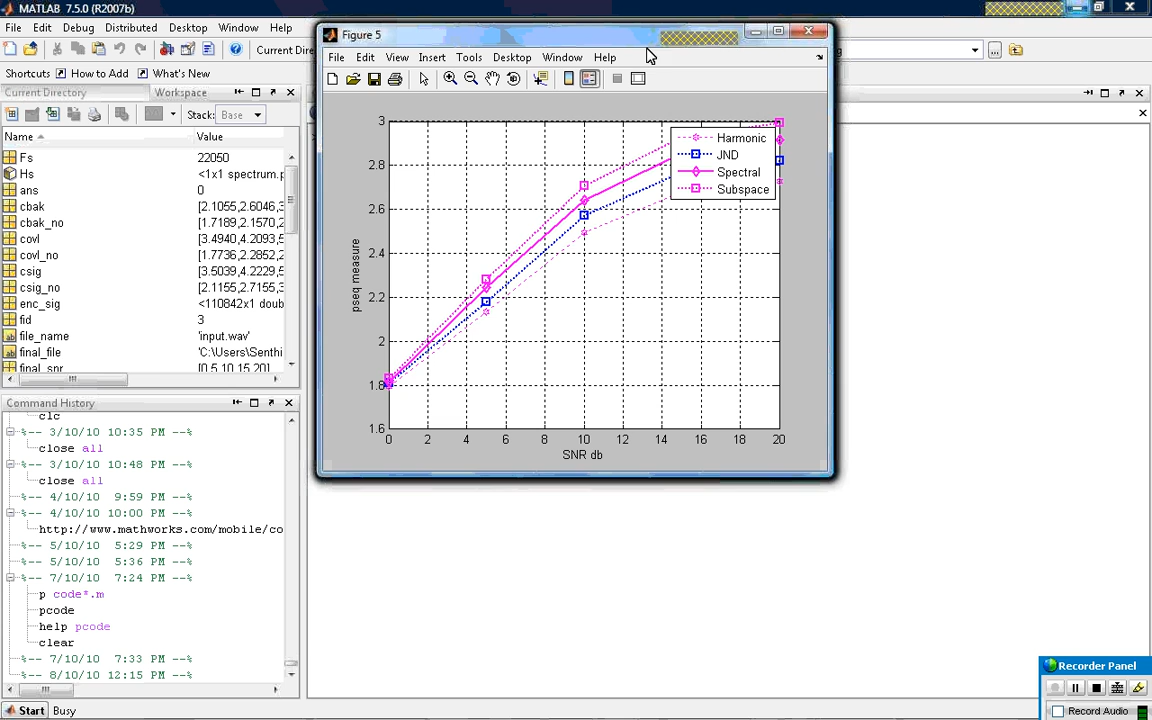 MATLAB 7.5.0 (R2007b)
File Edit Debug Distributed Desktop Window Help
Current Dire
Shortcuts How to Add What's New
Current Directory Workspace
Stack: Base
Name Value
Fs 22050
Hs <1x1 spectrum.p
ans 0
cbak [2.1055,2.6046,3
cbak_no [1.7189,2.1570,2
covl [3.4940,4.2093,5
covl_no [1.7736,2.2852,2
csig [3.5039,4.2229,5
csig_no [2.1155,2.7155,3
enc_sig <110842x1 doub
fid 3
file_name 'input.wav'
final_file 'C:\Users\Senthi
final_snr [0,5,10,15,20]
Command History
clc
%-- 3/10/10 10:35 PM --%
close all
%-- 3/10/10 10:48 PM --%
close all
%-- 4/10/10 9:59 PM --%
%-- 4/10/10 10:00 PM --%
http://www.mathworks.com/mobile/co
%-- 5/10/10 5:29 PM --%
%-- 5/10/10 5:36 PM --%
%-- 7/10/10 7:24 PM --%
p code*.m
pcode
help pcode
clear
%-- 7/10/10 7:33 PM --%
%-- 8/10/10 12:15 PM --%
Start Busy
Figure 5
File Edit View Insert Tools Desktop Window Help
3
2.8
2.6
2.4
2.2
2
1.8
1.6
pseq measure
0 2 4 6 8 10 12 14 16 18 20
SNR db
Harmonic
JND
Spectral
Subspace
Recorder Panel
Record Audio